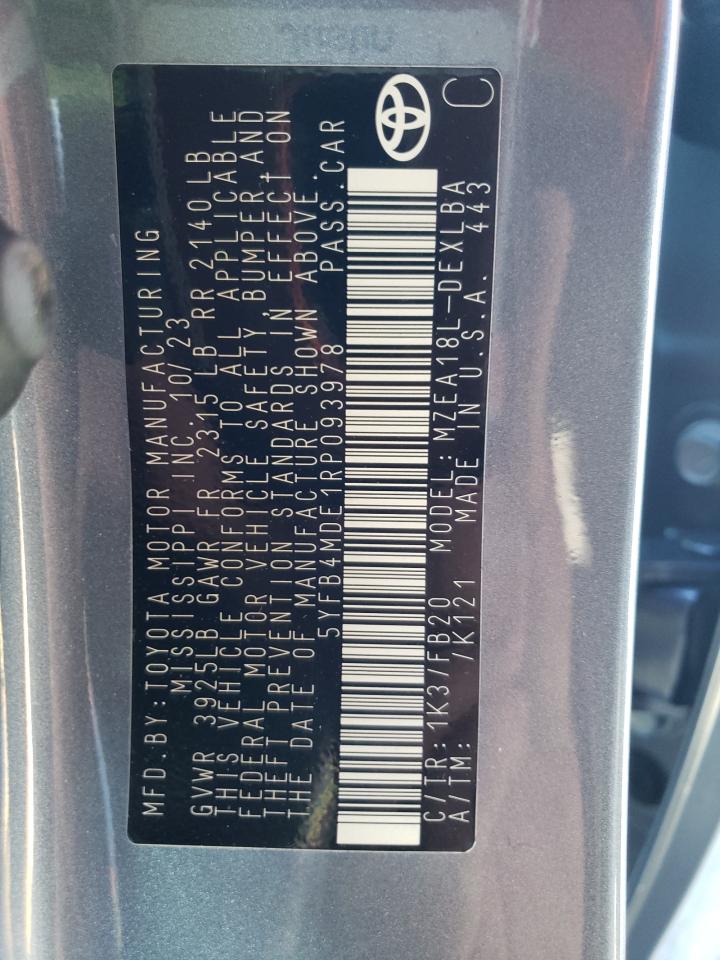 MFD.BY:TOYOTA MOTOR MANUFACTURING
MISSISSIPPI INC. 10/23
GVWR 3925LB GAWR FR 2315 LB RR 2140LB
THIS VEHICLE CONFORMS TO ALL APPLICABLE
FEDERAL MOTOR VEHICLE SAFETY, BUMPER, AND
THEFT PREVENTION STANDARDS IN EFFECT ON
THE DATE OF MANUFACTURE SHOWN ABOVE.
5YFB4MDE1RP093978 PASS.CAR
C/TR: 1K3/FB20 MODEL:MZEA18L-DEXLBA
A/TM: /K121 MADE IN U.S.A. 443
C